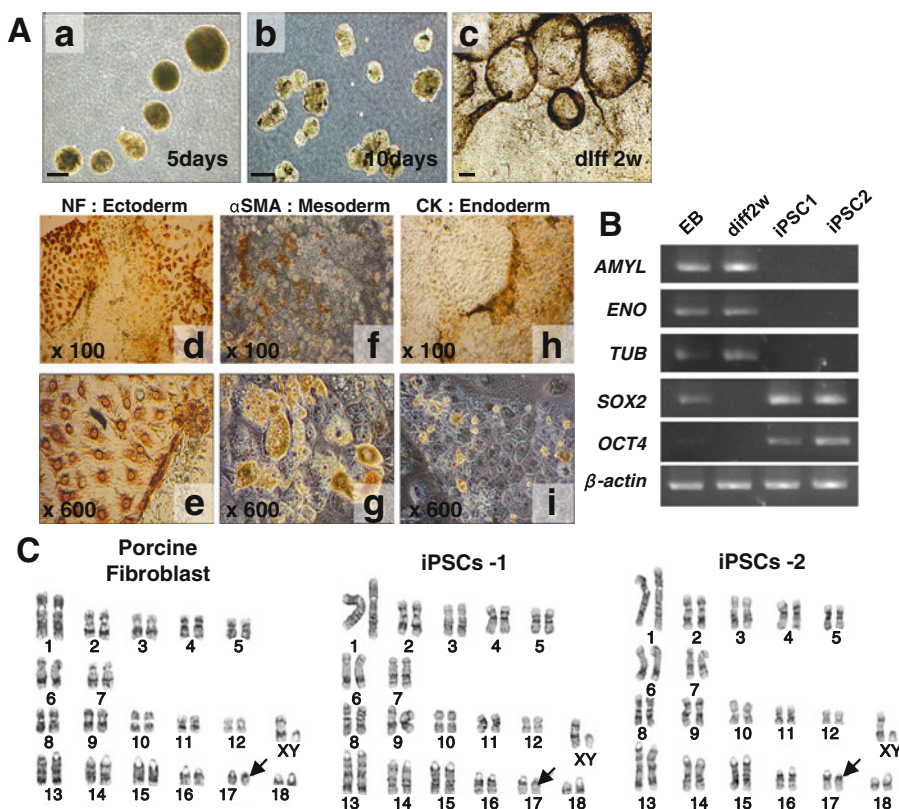 A
a
b
c
5days
10days
dIff 2w
NF : Ectoderm
αSMA : Mesoderm
CK : Endoderm
d
x 100
f
x 100
h
x 100
e
x 600
g
x 600
i
x 600
B
EB
diff2w
iPSC1
iPSC2
AMYL
ENO
TUB
SOX2
OCT4
β-actin
C
Porcine
Fibroblast
1 2 3 4 5
6 7
8 9 10 11 12 XY
13 14 15 16 17 18
iPSCs -1
1 2 3 4 5
6 7
8 9 10 11 12 XY
13 14 15 16 17 18
iPSCs -2
1 2 3 4 5
6 7
8 9 10 11 12 XY
13 14 15 16 17 18